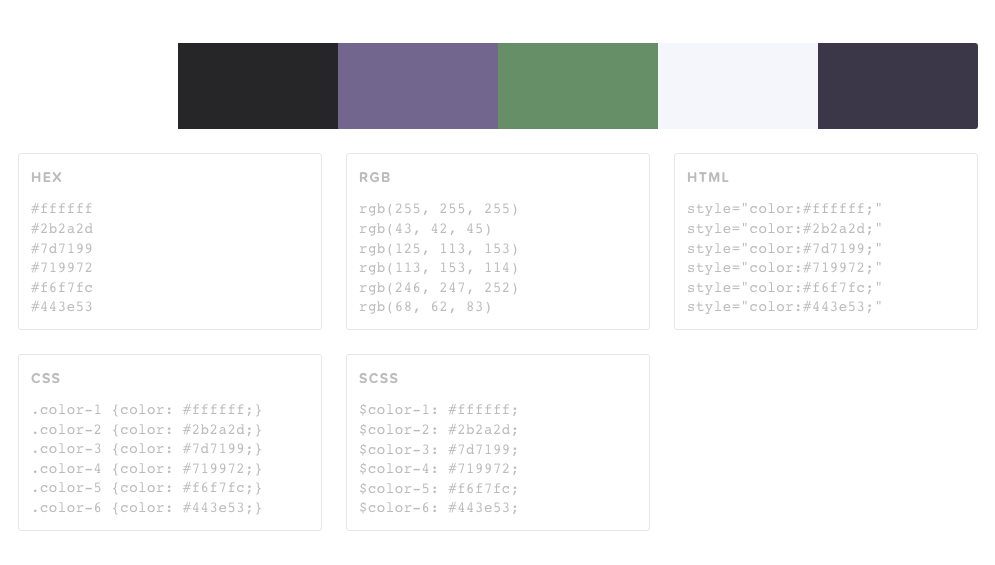 HEX
#ffffff
#2b2a2d
#7d7199
#719972
#f6f7fc
#443e53
RGB
rgb(255, 255, 255)
rgb(43, 42, 45)
rgb(125, 113, 153)
rgb(113, 153, 114)
rgb(246, 247, 252)
rgb(68, 62, 83)
HTML
style="color:#ffffff;"
style="color:#2b2a2d;"
style="color:#7d7199;"
style="color:#719972;"
style="color:#f6f7fc;"
style="color:#443e53;"
CSS
.color-1 {color: #ffffff;}
.color-2 {color: #2b2a2d;}
.color-3 {color: #7d7199;}
.color-4 {color: #719972;}
.color-5 {color: #f6f7fc;}
.color-6 {color: #443e53;}
SCSS
$color-1: #ffffff;
$color-2: #2b2a2d;
$color-3: #7d7199;
$color-4: #719972;
$color-5: #f6f7fc;
$color-6: #443e53;